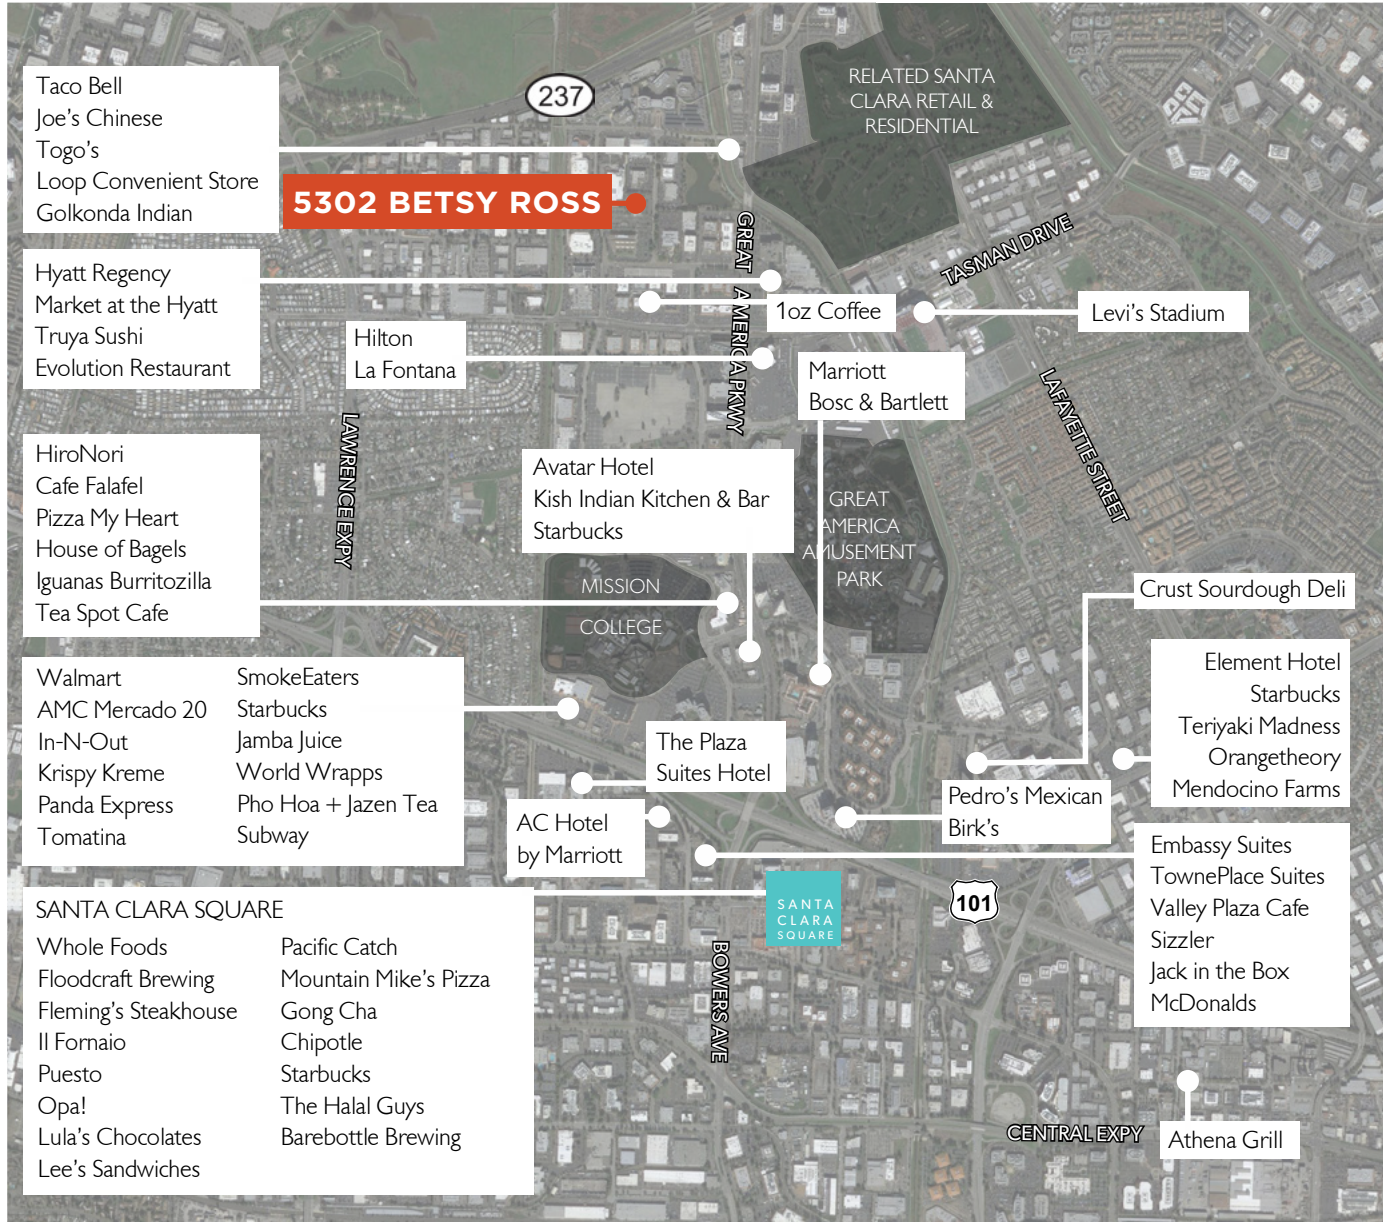 Taco Bell
Joe's Chinese
Togo's
Loop Convenient Store
Golkonda Indian
237
RELATED SANTA
CLARA RETAIL &
RESIDENTIAL
5302 BETSY ROSS
GREAT AMERICA PKWY
TASMAN DRIVE
Hyatt Regency
Market at the Hyatt
Truya Sushi
Evolution Restaurant
1oz Coffee
Levi's Stadium
Hilton
La Fontana
Marriott
Bosc & Bartlett
LAFAYETTE STREET
LAWRENCE EXPY
HiroNori
Cafe Falafel
Pizza My Heart
House of Bagels
Iguanas Burritozilla
Tea Spot Cafe
Avatar Hotel
Kish Indian Kitchen & Bar
Starbucks
GREAT
AMERICA
AMUSEMENT
PARK
MISSION
COLLEGE
Crust Sourdough Deli
Element Hotel
Starbucks
Teriyaki Madness
Orangetheory
Mendocino Farms
Walmart
AMC Mercado 20
In-N-Out
Krispy Kreme
Panda Express
Tomatina
SmokeEaters
Starbucks
Jamba Juice
World Wrapps
Pho Hoa + Jazen Tea
Subway
The Plaza
Suites Hotel
AC Hotel
by Marriott
Pedro's Mexican
Birk's
Embassy Suites
TownePlace Suites
Valley Plaza Cafe
Sizzler
Jack in the Box
McDonalds
101
SANTA
CLARA
SQUARE
BOWERS AVE
SANTA CLARA SQUARE
Whole Foods
Floodcraft Brewing
Fleming's Steakhouse
Il Fornaio
Puesto
Opa!
Lula's Chocolates
Lee's Sandwiches
Pacific Catch
Mountain Mike's Pizza
Gong Cha
Chipotle
Starbucks
The Halal Guys
Barebottle Brewing
CENTRAL EXPY
Athena Grill